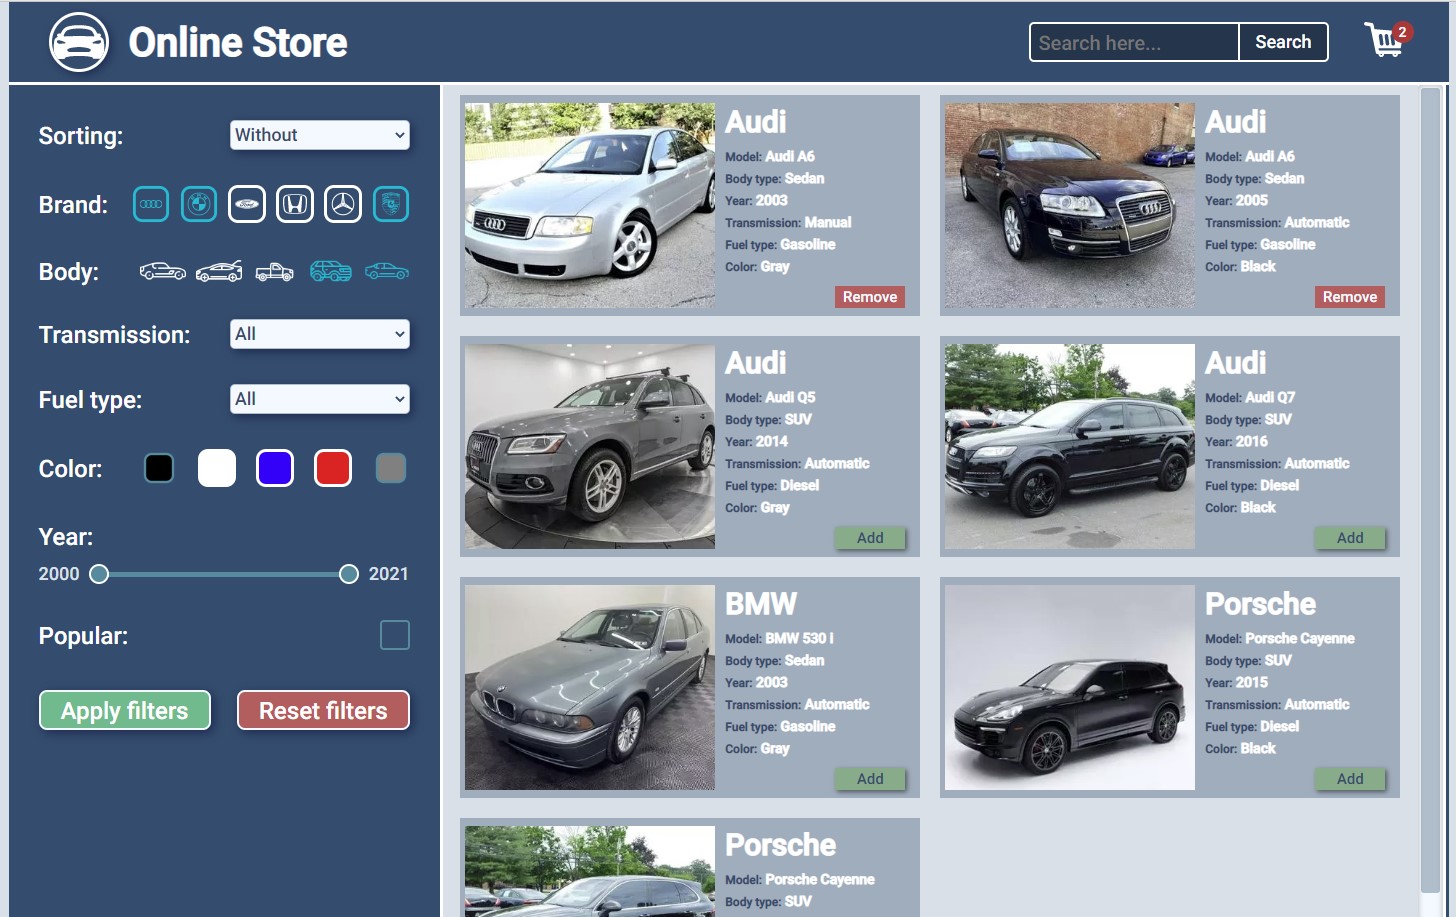 Online Store
Search here...
Search
2
Sorting:
Without
Brand:
Body:
Transmission:
All
Fuel type:
All
Color:
Year:
2000
2021
Popular:
Apply filters
Reset filters
Audi
Model: Audi A6
Body type: Sedan
Year: 2003
Transmission: Manual
Fuel type: Gasoline
Color: Gray
Remove
Audi
Model: Audi A6
Body type: Sedan
Year: 2005
Transmission: Automatic
Fuel type: Gasoline
Color: Black
Remove
Audi
Model: Audi Q5
Body type: SUV
Year: 2014
Transmission: Automatic
Fuel type: Diesel
Color: Gray
Add
Audi
Model: Audi Q7
Body type: SUV
Year: 2016
Transmission: Automatic
Fuel type: Diesel
Color: Black
Add
BMW
Model: BMW 530 i
Body type: Sedan
Year: 2003
Transmission: Automatic
Fuel type: Gasoline
Color: Gray
Add
Porsche
Model: Porsche Cayenne
Body type: SUV
Year: 2015
Transmission: Automatic
Fuel type: Diesel
Color: Black
Add
Porsche
Model: Porsche Cayenne
Body type: SUV